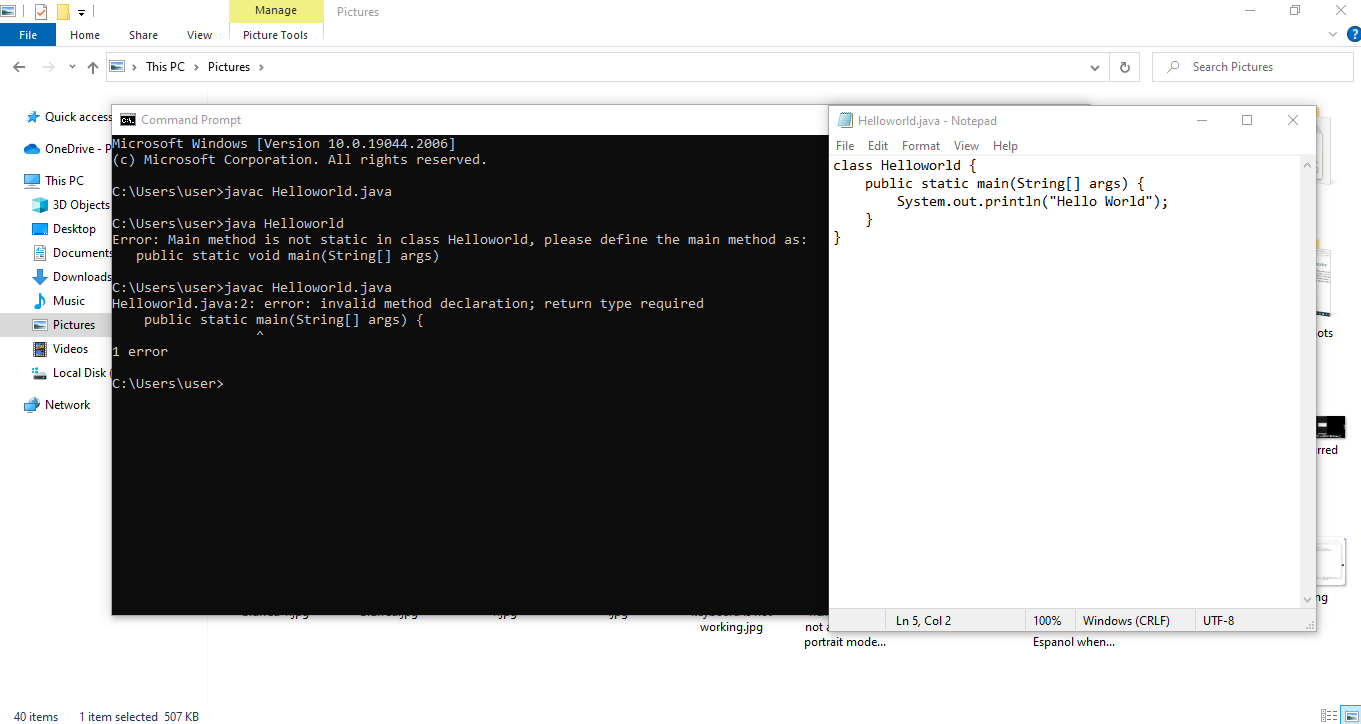 Manage
Pictures
File
Home
Share
View
Picture Tools
This PC
Pictures
Search Pictures
Quick access
OneDrive - P
This PC
3D Objects
Desktop
Documents
Downloads
Music
Pictures
Videos
Local Disk (
Network
Command Prompt
Microsoft Windows [Version 10.0.19044.2006]
(c) Microsoft Corporation. All rights reserved.
C:\Users\user>javac Helloworld.java
C:\Users\user>java Helloworld
Error: Main method is not static in class Helloworld, please define the main method as:
   public static void main(String[] args)
C:\Users\user>javac Helloworld.java
Helloworld.java:2: error: invalid method declaration; return type required
    public static main(String[] args) {
                  ^
1 error
C:\Users\user>
Helloworld.java - Notepad
File Edit Format View Help
class Helloworld {
    public static main(String[] args) {
        System.out.println("Hello World");
    }
}
Ln 5, Col 2
100%
Windows (CRLF)
UTF-8
ots
rred
ng
working.jpg
not a
portrait mode...
Espanol when...
40 items
1 item selected 507 KB